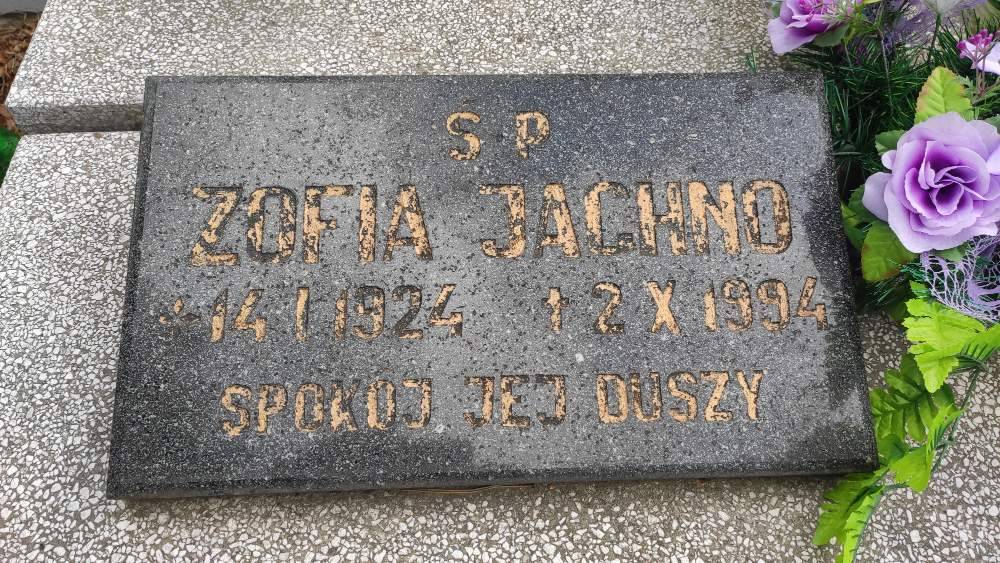 Ś P
ZOFIA JACHNO
* 14 I 1924 † 2 X 1994
SPOKÓJ JEJ DUSZY